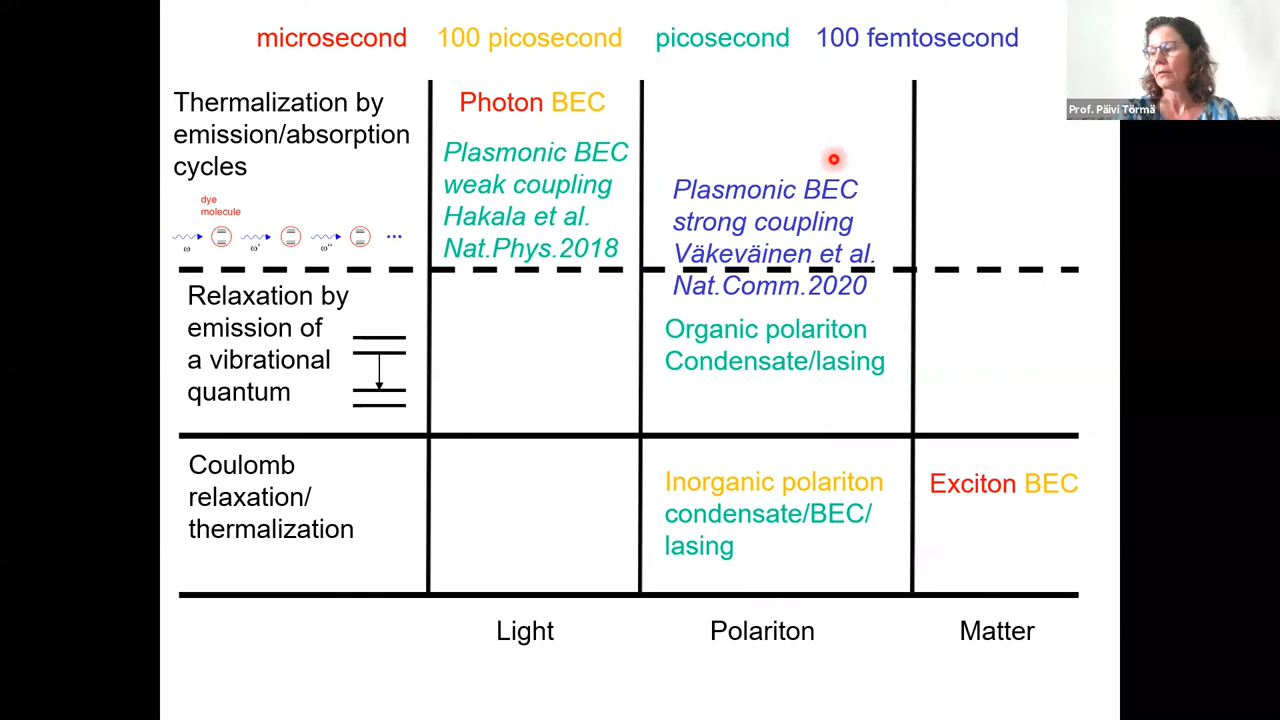 microsecond 100 picosecond picosecond 100 femtosecond
Prof. Päivi Törmä
Thermalization by
emission/absorption
cycles
dye
molecule
ω ω' ω'' ...
Photon BEC
Plasmonic BEC
weak coupling
Hakala et al.
Nat.Phys.2018
Plasmonic BEC
strong coupling
Väkeväinen et al.
Nat.Comm.2020
Relaxation by
emission of
a vibrational
quantum
Organic polariton
Condensate/lasing
Coulomb
relaxation/
thermalization
Inorganic polariton
condensate/BEC/
lasing
Exciton BEC
Light Polariton Matter